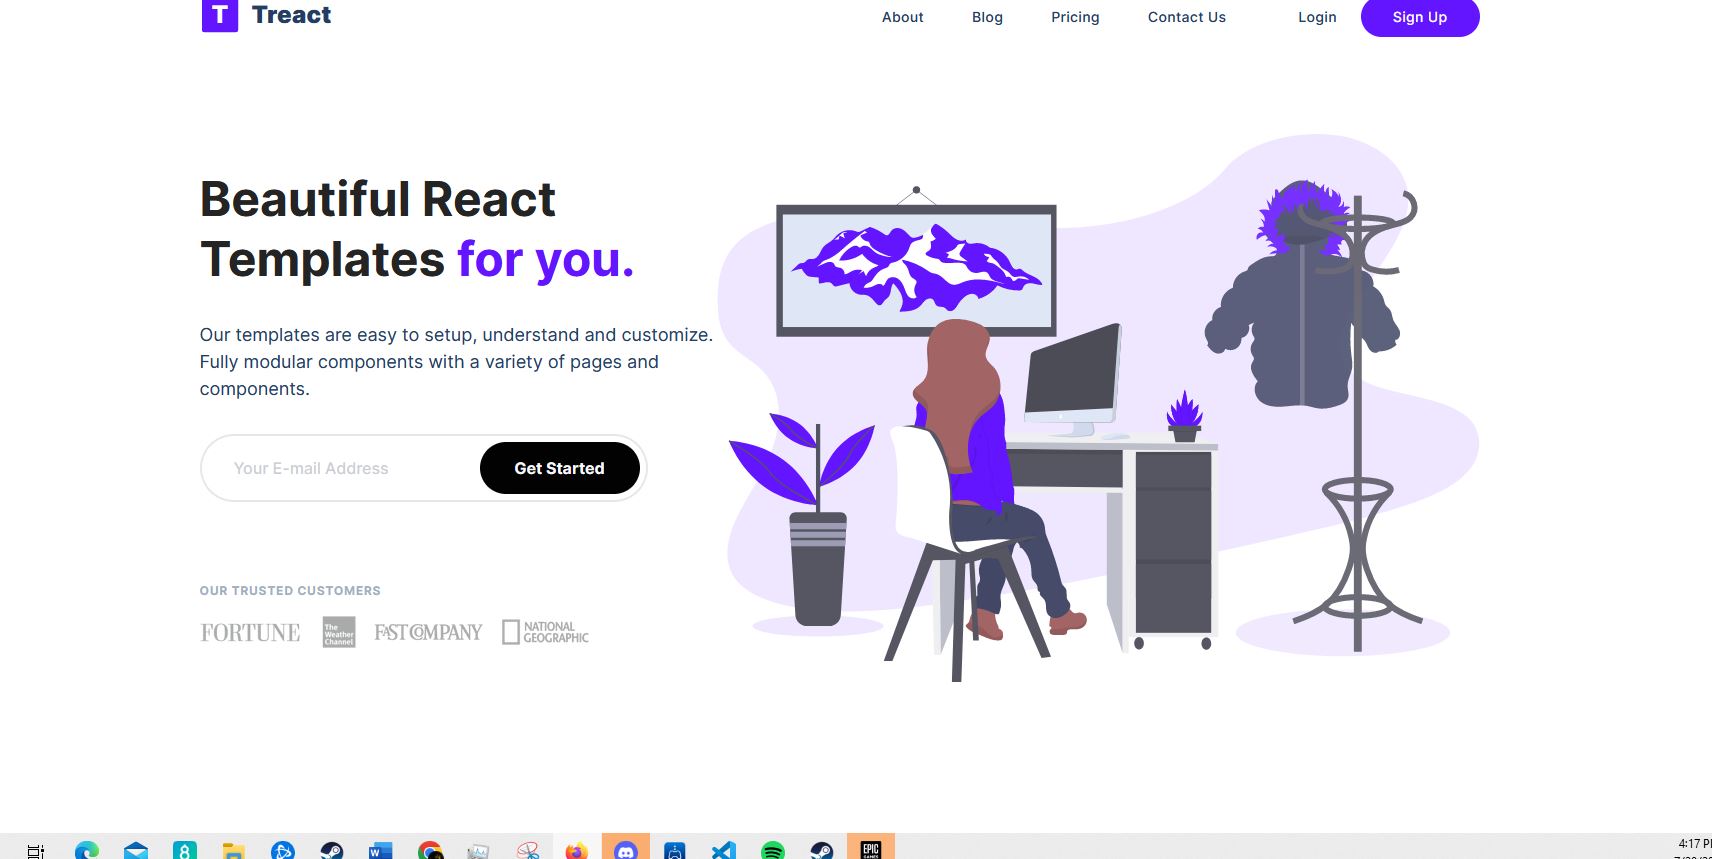 T Treact
About Blog Pricing Contact Us Login Sign Up
Beautiful React
Templates for you.
Our templates are easy to setup, understand and customize.
Fully modular components with a variety of pages and
components.
Your E-mail Address
Get Started
OUR TRUSTED CUSTOMERS
FORTUNE
The
Weather
Channel
FAST COMPANY
NATIONAL
GEOGRAPHIC
EPIC
GAMES
4:17